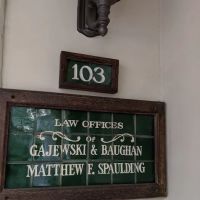 103
LAW OFFICES
OF
GAJEWSKI & BAUGHAN
MATTHEW E. SPAULDING